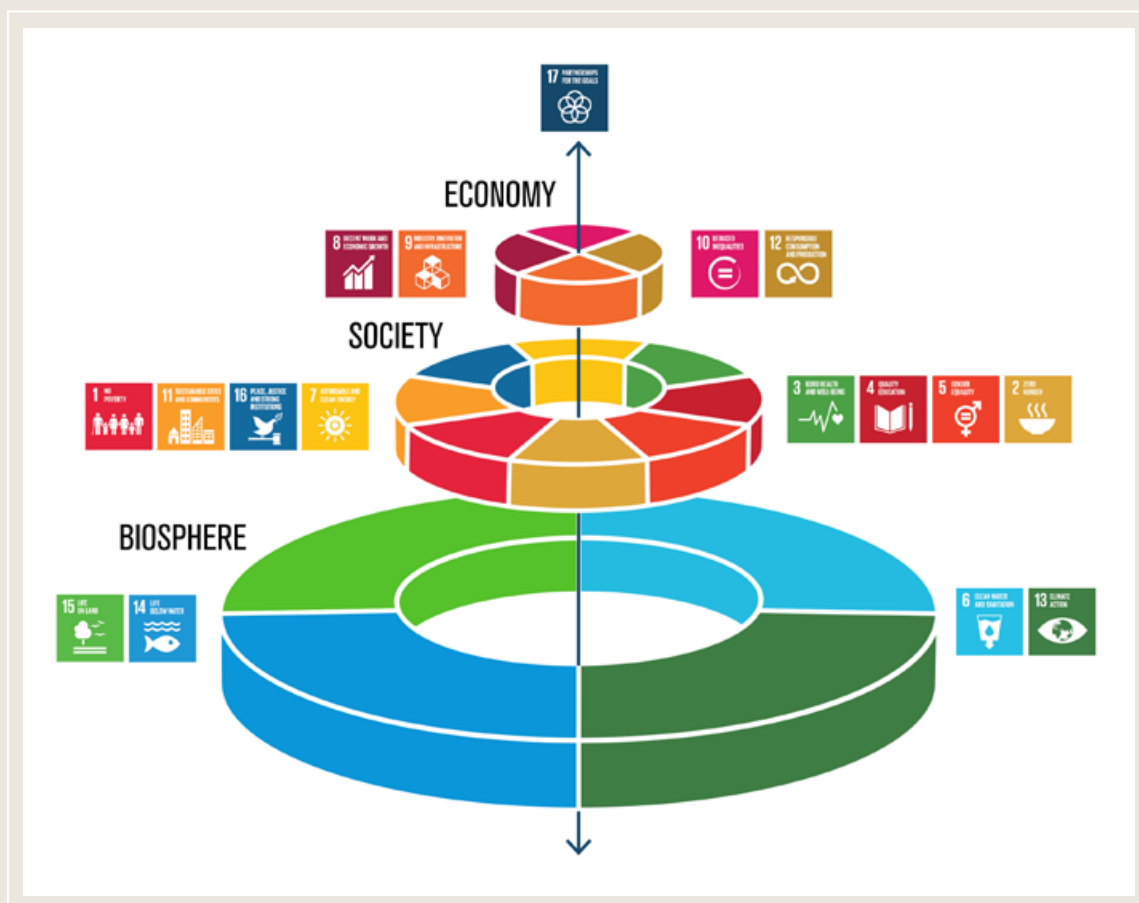 17 PARTNERSHIPS
FOR THE GOALS
ECONOMY
8 DECENT WORK AND
ECONOMIC GROWTH
9 INDUSTRY, INNOVATION
AND INFRASTRUCTURE
10 REDUCED
INEQUALITIES
12 RESPONSIBLE
CONSUMPTION
AND PRODUCTION
SOCIETY
1 NO
POVERTY
11 SUSTAINABLE CITIES
AND COMMUNITIES
16 PEACE, JUSTICE
AND STRONG
INSTITUTIONS
7 AFFORDABLE AND
CLEAN ENERGY
3 GOOD HEALTH
AND WELL-BEING
4 QUALITY
EDUCATION
5 GENDER
EQUALITY
2 ZERO
HUNGER
BIOSPHERE
15 LIFE
ON LAND
14 LIFE
BELOW WATER
6 CLEAN WATER
AND SANITATION
13 CLIMATE
ACTION